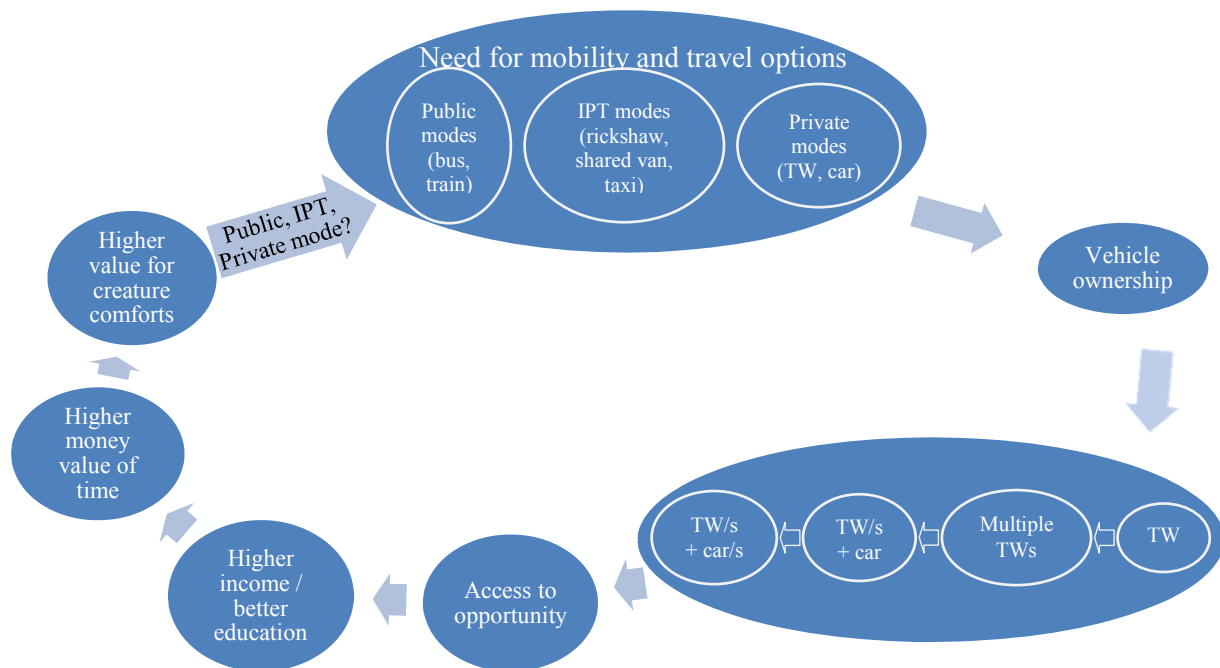 Need for mobility and travel options
Public
modes
(bus,
train)
IPT modes
(rickshaw,
shared van,
taxi)
Private
modes
(TW, car)
Vehicle
ownership
TW
Multiple
TWs
TW/s
+ car
TW/s
+ car/s
Access to
opportunity
Higher
income /
better
education
Higher
money
value of
time
Higher
value for
creature
comforts
Public, IPT,
Private mode?